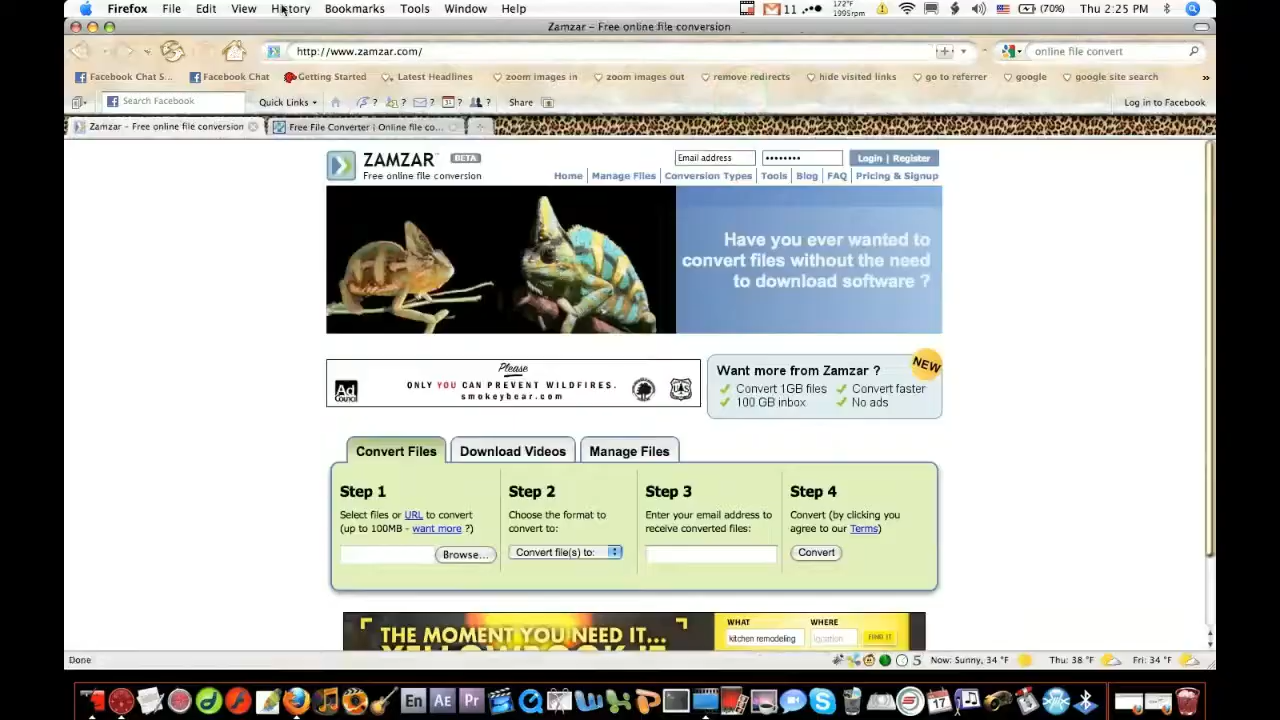 Firefox File Edit View History Bookmarks Tools Window Help 11 122°F 1995rpm (70%) Thu 2:25 PM
Zamzar - Free online file conversion
http://www.zamzar.com/ online file convert
Facebook Chat S... Facebook Chat Getting Started Latest Headlines zoom images in zoom images out remove redirects hide visited links go to referrer google google site search »
Search Facebook Quick Links ? ? ? ? ? Share Log in to Facebook
Zamzar - Free online file conversion Free File Converter | Online file co...
ZAMZAR™ BETA
Free online file conversion
Email address •••••••• Login | Register
Home Manage Files Conversion Types Tools Blog FAQ Pricing & Signup
Have you ever wanted to
convert files without the need
to download software ?
Please
ONLY YOU CAN PREVENT WILDFIRES.
smokeybear.com
Ad
Council
Want more from Zamzar ? NEW
Convert 1GB files Convert faster
100 GB inbox No ads
Convert Files Download Videos Manage Files
Step 1
Select files or URL to convert
(up to 100MB - want more ?)
Browse...
Step 2
Choose the format to
convert to:
Convert file(s) to:
Step 3
Enter your email address to
receive converted files:
Step 4
Convert (by clicking you
agree to our Terms)
Convert
THE MOMENT YOU NEED IT...
WHAT WHERE
kitchen remodeling location FIND IT
Done 5 Now: Sunny, 34 °F Thu: 38 °F Fri: 34 °F
En Ae Pr 17